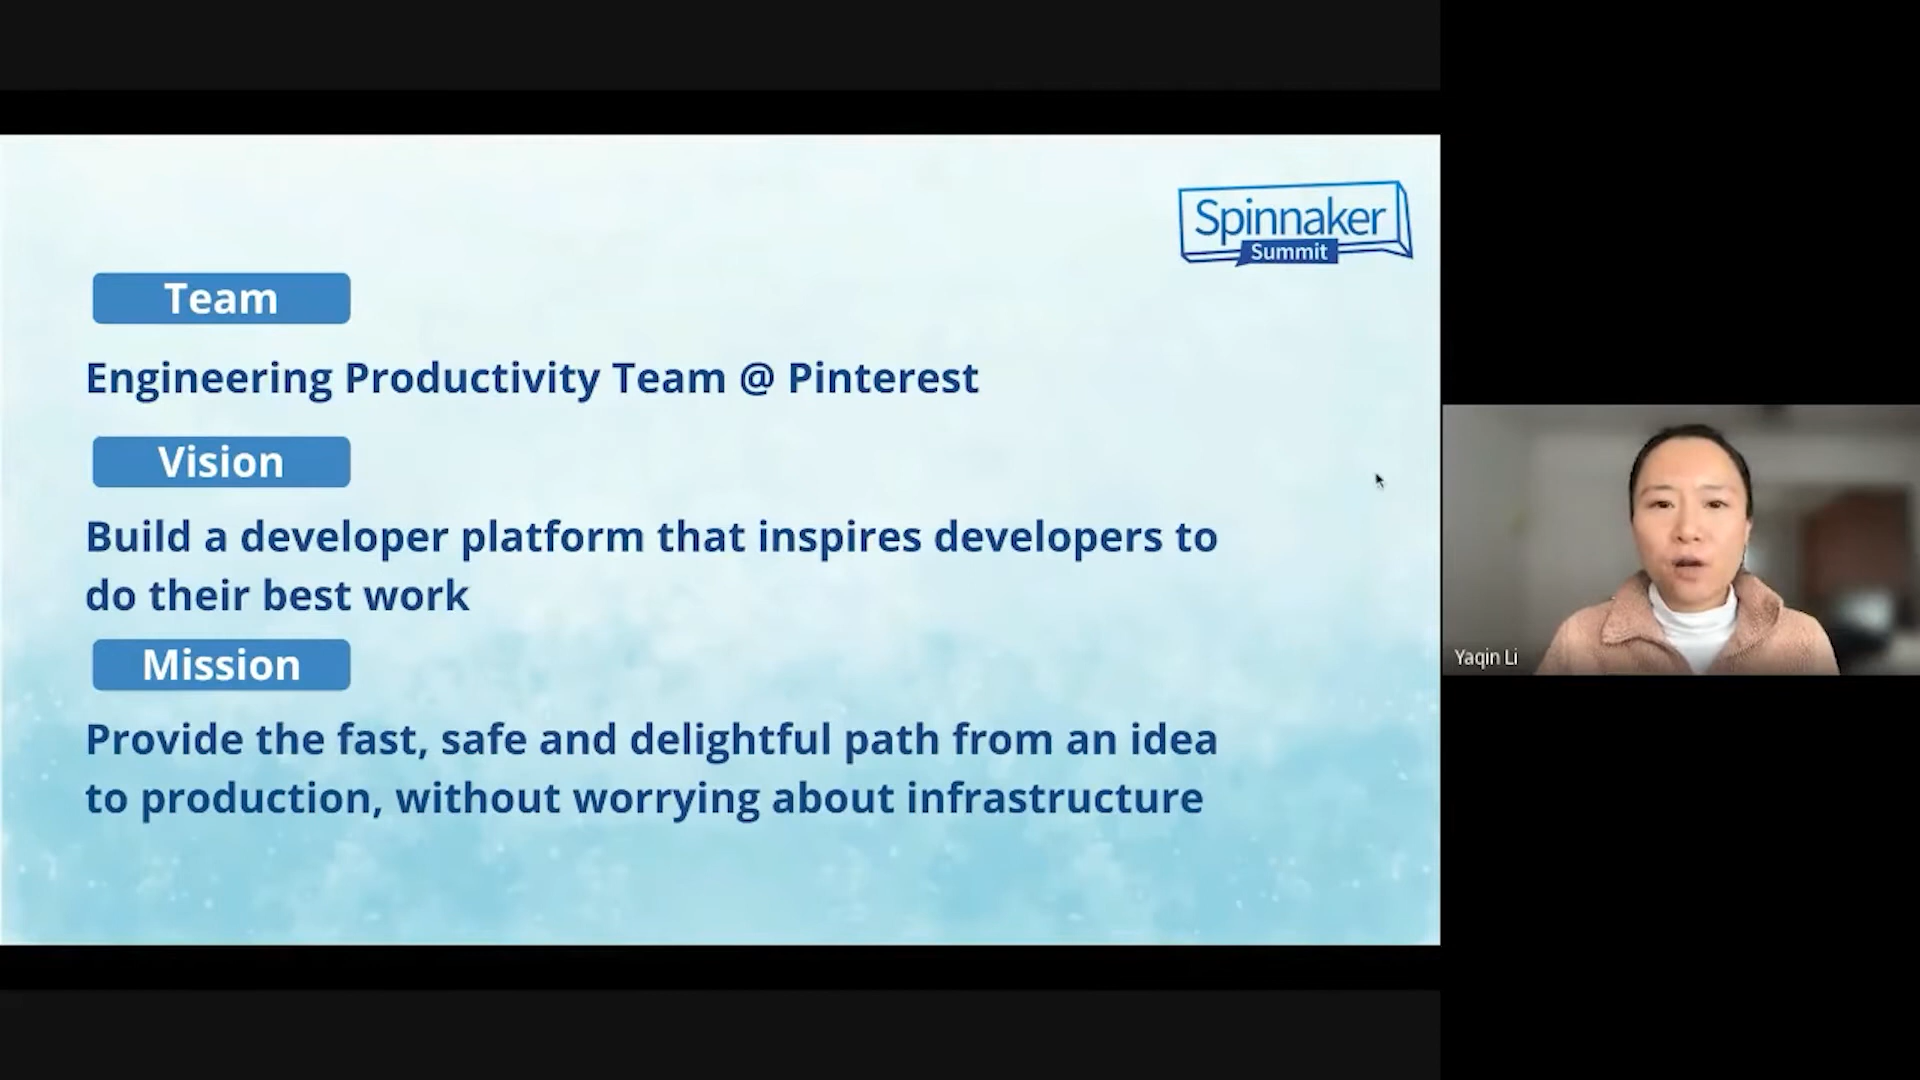 Spinnaker
Summit
Team
Engineering Productivity Team @ Pinterest
Vision
Build a developer platform that inspires developers to
do their best work
Mission
Provide the fast, safe and delightful path from an idea
to production, without worrying about infrastructure
Yaqin Li